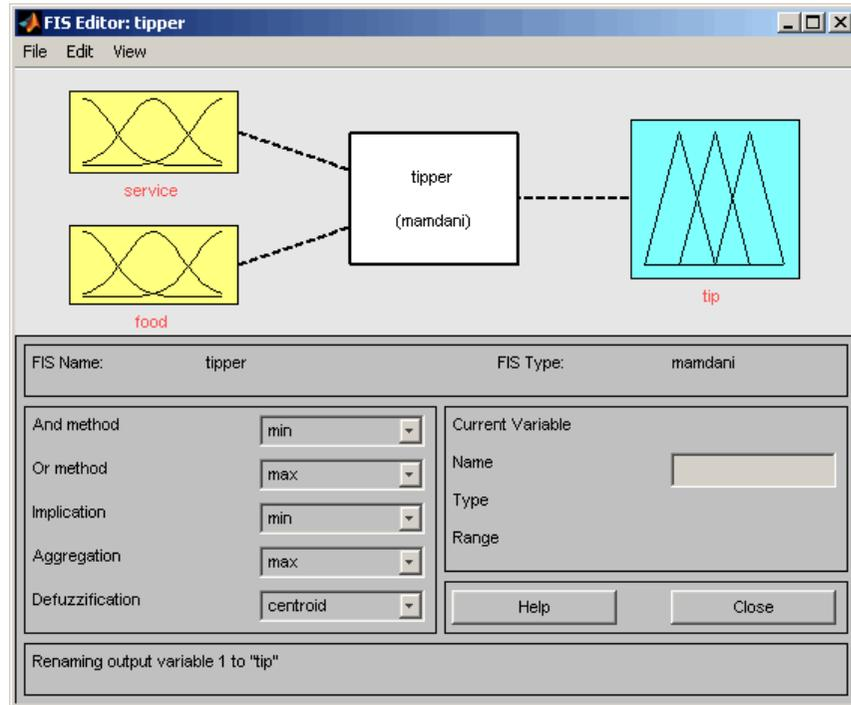 FIS Editor: tipper
File Edit View
service
food
tipper
(mamdani)
tip
FIS Name: tipper FIS Type: mamdani
And method min
Or method max
Implication min
Aggregation max
Defuzzification centroid
Current Variable
Name
Type
Range
Help Close
Renaming output variable 1 to "tip"